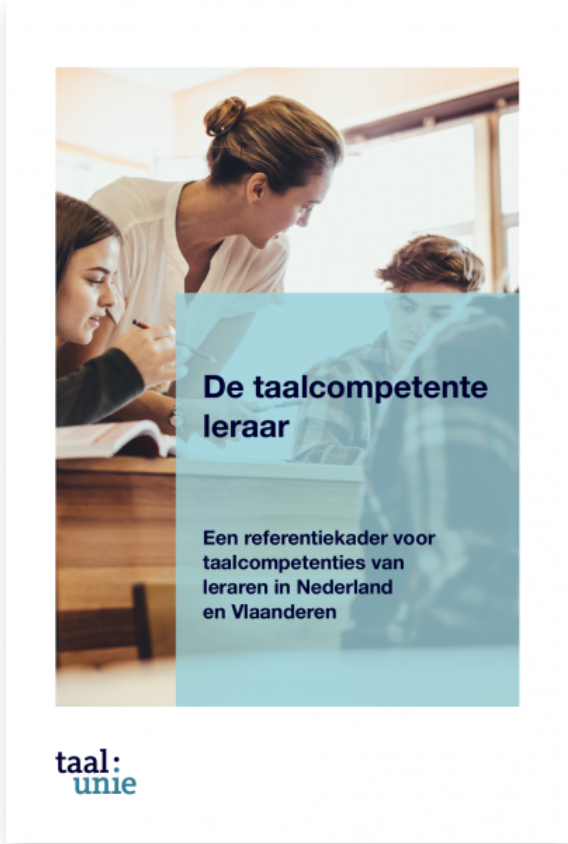 De taalcompetente
leraar
Een referentiekader voor
taalcompetenties van
leraren in Nederland
en Vlaanderen
taal:
unie